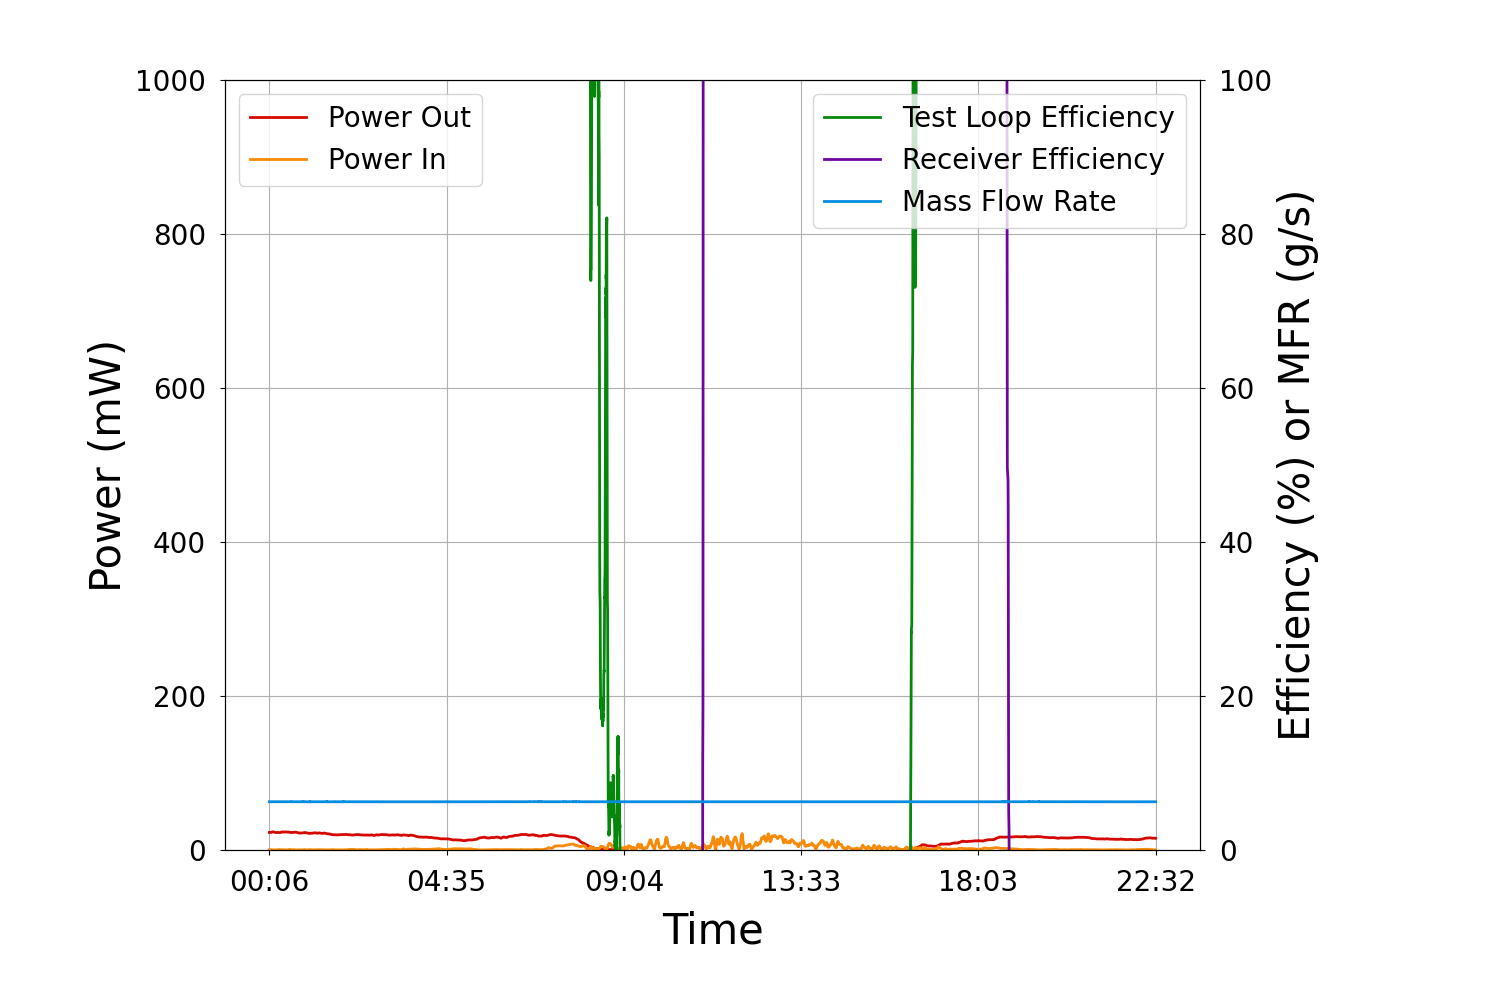 1000
800
600
400
200
0
Power (mW)
Power Out
Power In
Test Loop Efficiency
Receiver Efficiency
Mass Flow Rate
100
80
60
40
20
0
Efficiency (%) or MFR (g/s)
00:06 04:35 09:04 13:33 18:03 22:32
Time